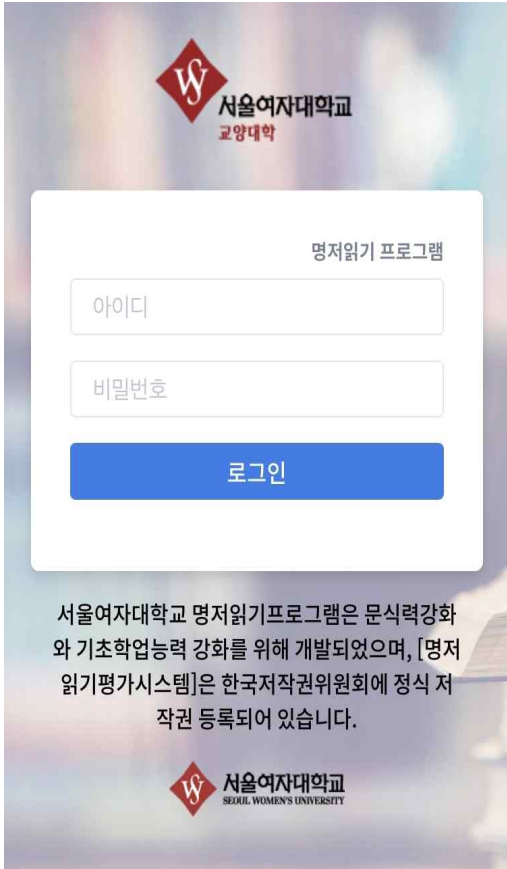 서울여자대학교
교양대학
명저읽기 프로그램
아이디
비밀번호
로그인
서울여자대학교 명저읽기프로그램은 문식력강화
와 기초학업능력 강화를 위해 개발되었으며, [명저
읽기평가시스템]은 한국저작권위원회에 정식 저
작권 등록되어 있습니다.
서울여자대학교
SEOUL WOMEN'S UNIVERSITY